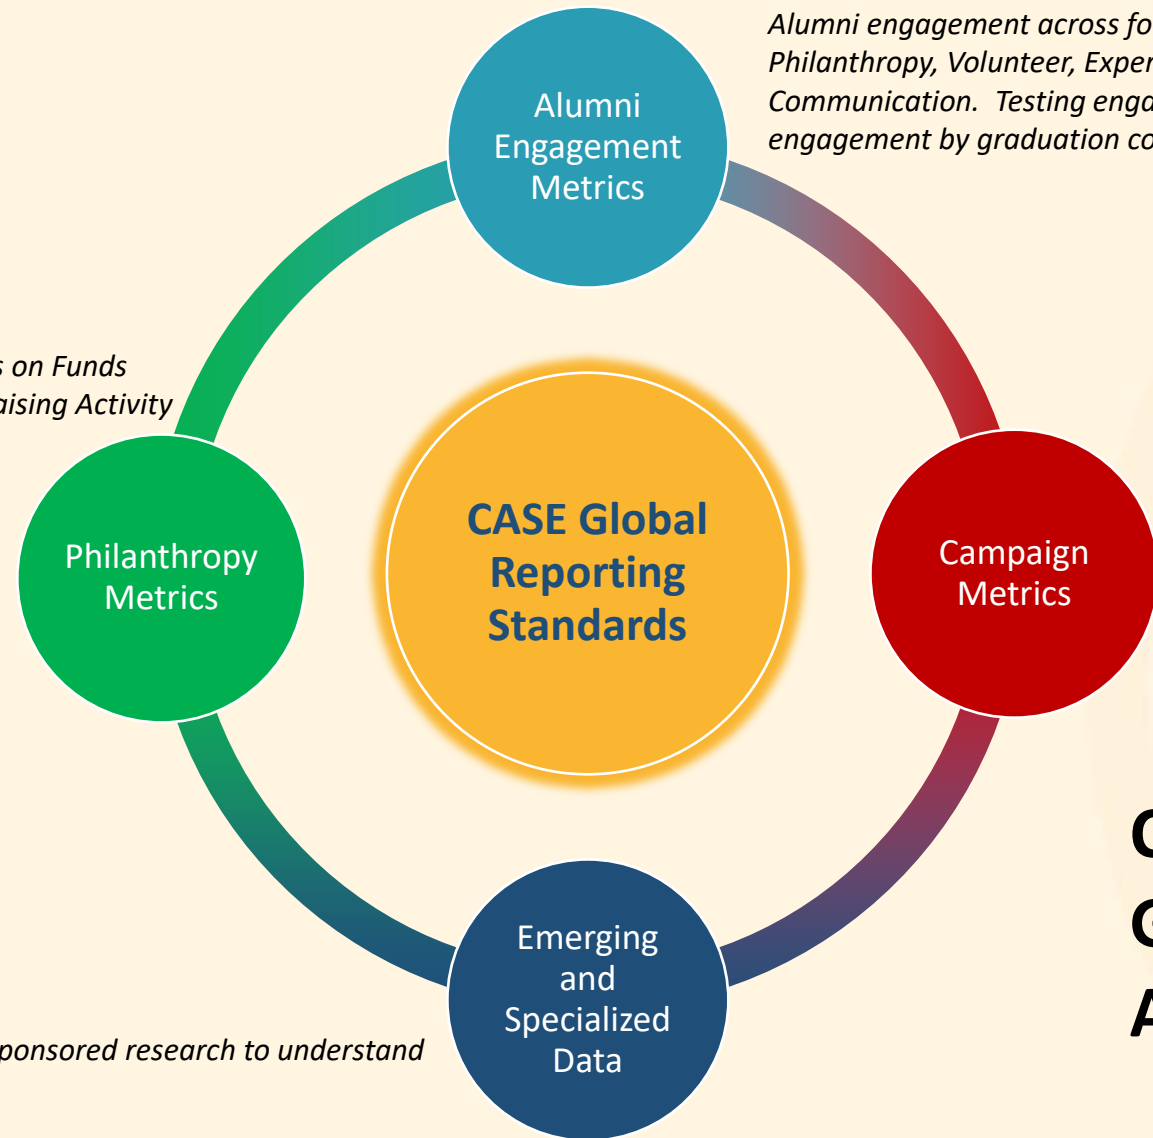 Alumni engagement across fo
Philanthropy, Volunteer, Exper
Communication. Testing enga
engagement by graduation co
Alumni
Engagement
Metrics
s on Funds
aising Activity
Philanthropy
Metrics
CASE Global
Reporting
Standards
Campaign
Metrics
Emerging
and
Specialized
Data
ponsored research to understand
G
A